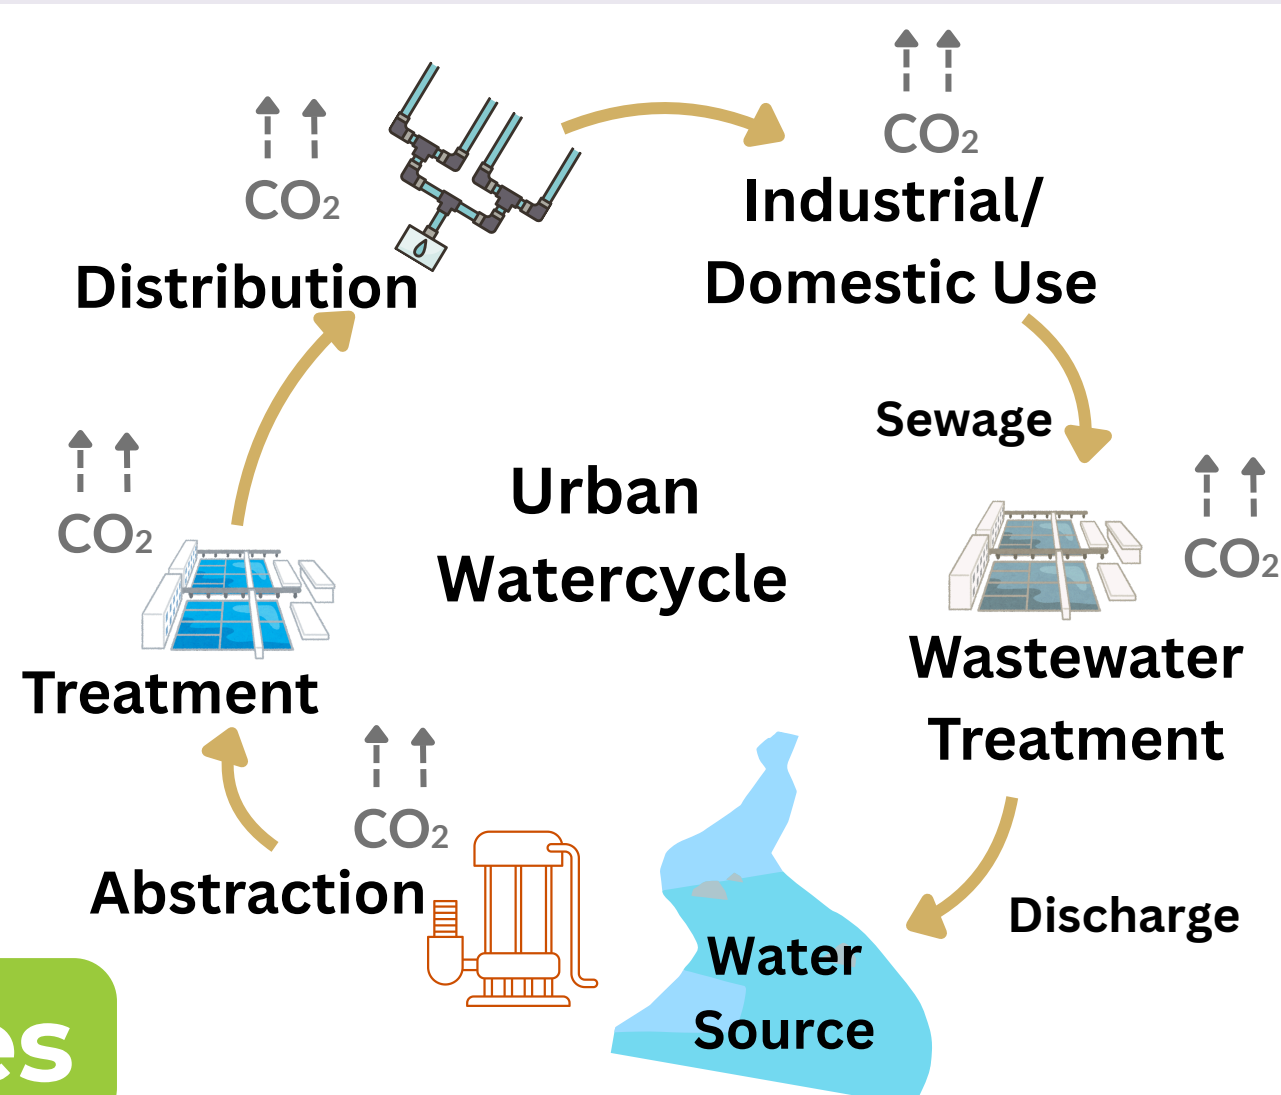 CO₂
Distribution
CO₂
Industrial/
Domestic Use
Sewage
CO₂
Wastewater
Treatment
Discharge
Water
Source
CO₂
Abstraction
CO₂
Treatment
Urban
Watercycle
es